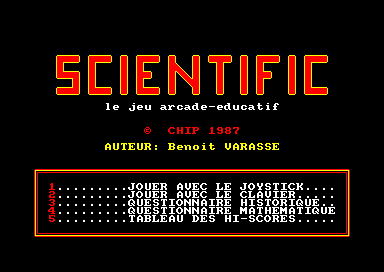 SCIENTIFIC
le jeu arcade-educatif
© CHIP 1987
AUTEUR: Benoit VARASSE
1.........JOUER AVEC LE JOYSTICK....
2.........JOUER AVEC LE CLAVIER.....
3.........QUESTIONNAIRE HISTORIQUE..
4.........QUESTIONNAIRE MATHEMATIQUE
5.........TABLEAU DES HI-SCORES.....